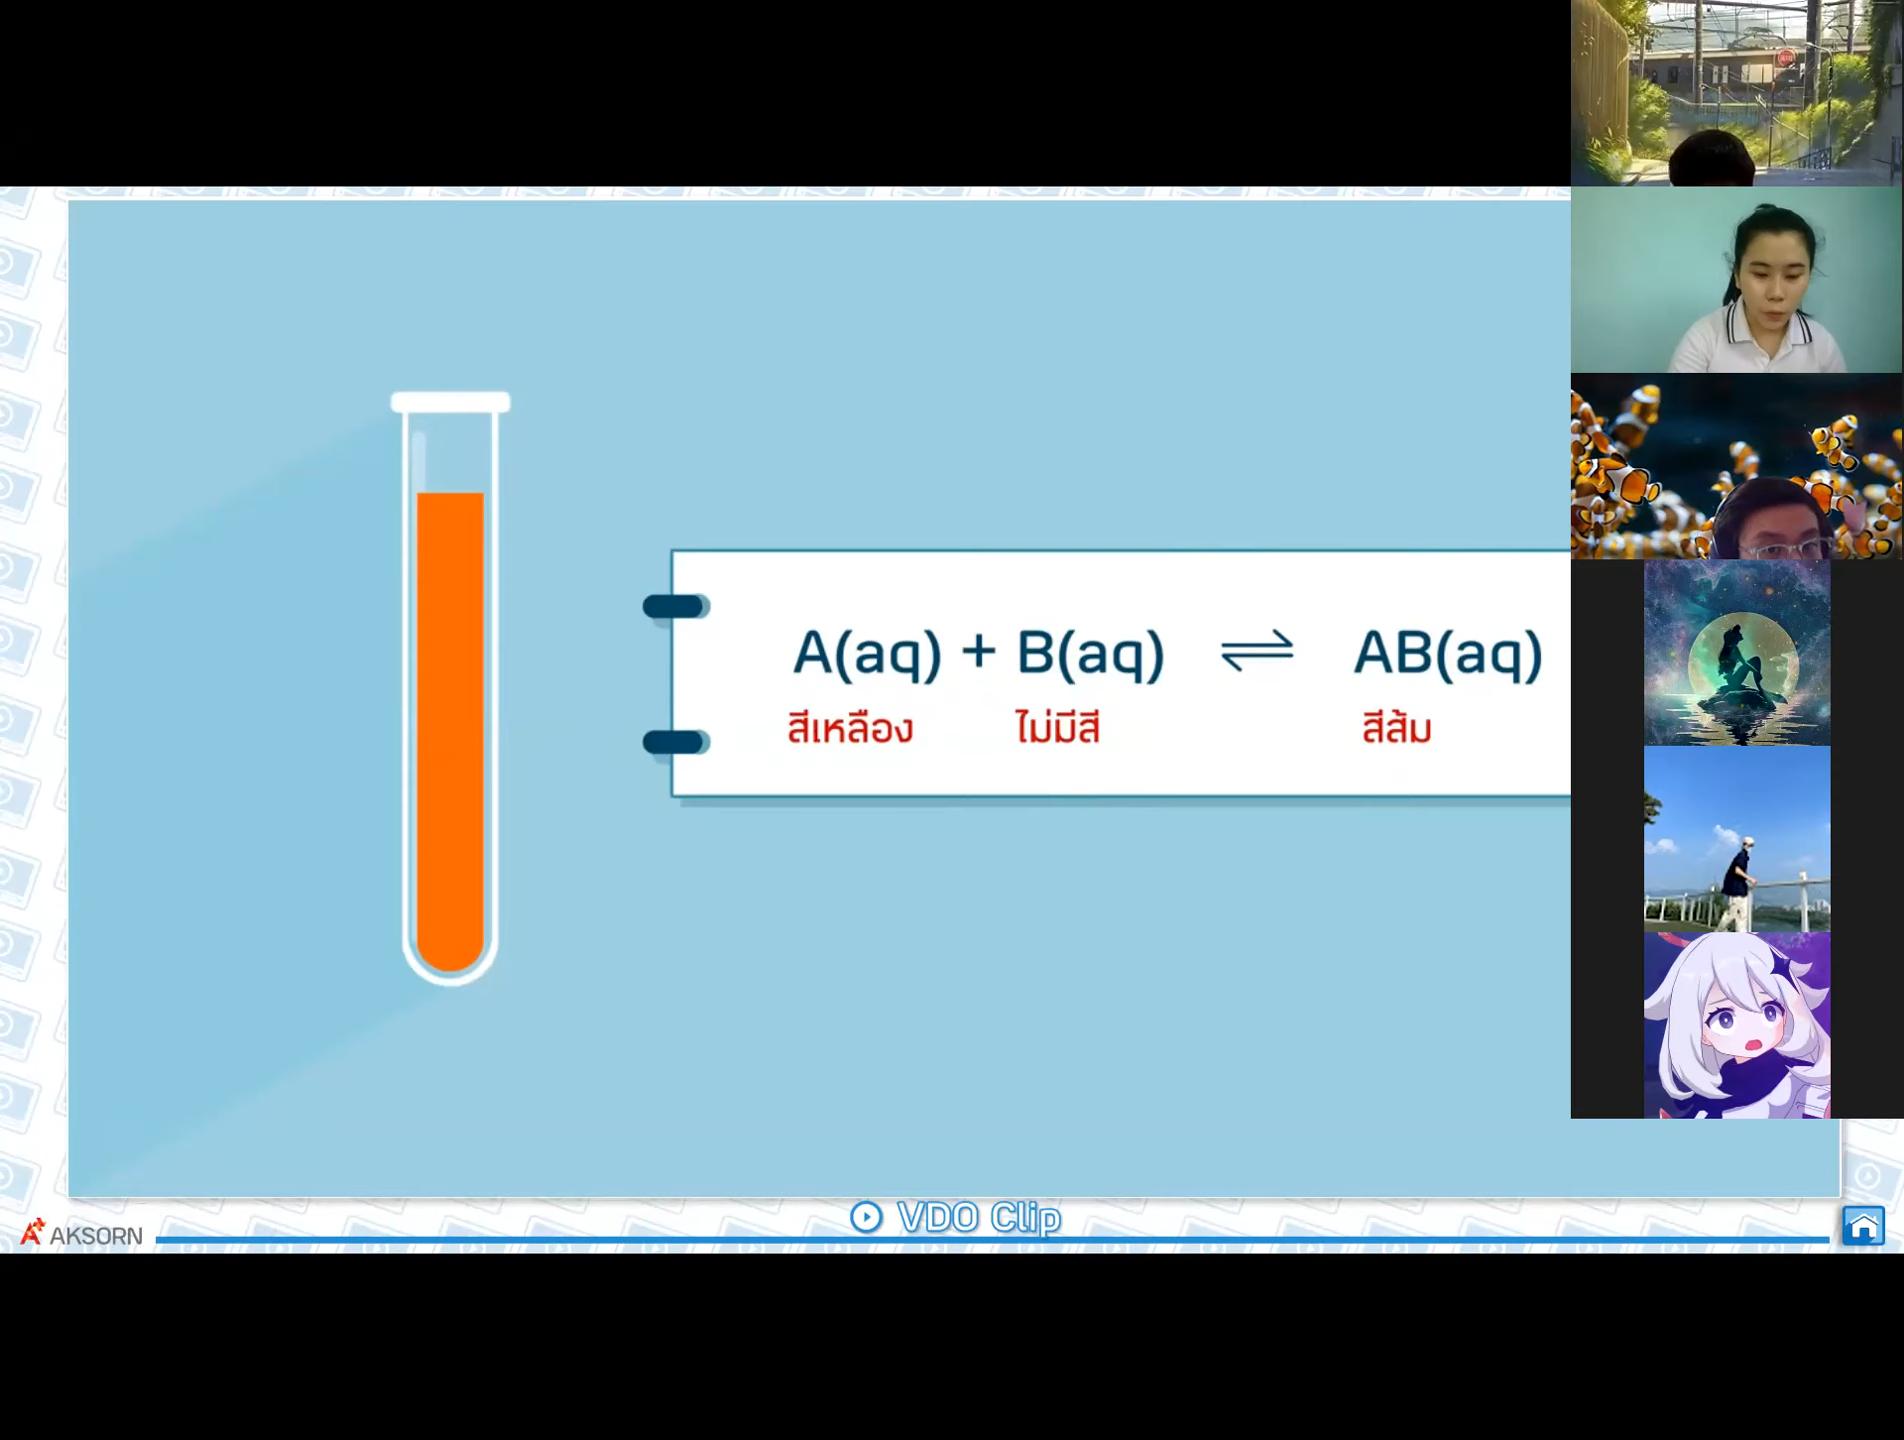 A(aq) + B(aq) ⇌ AB(aq)
สีเหลือง ไม่มีสี สีส้ม
VDO Clip
AKSORN